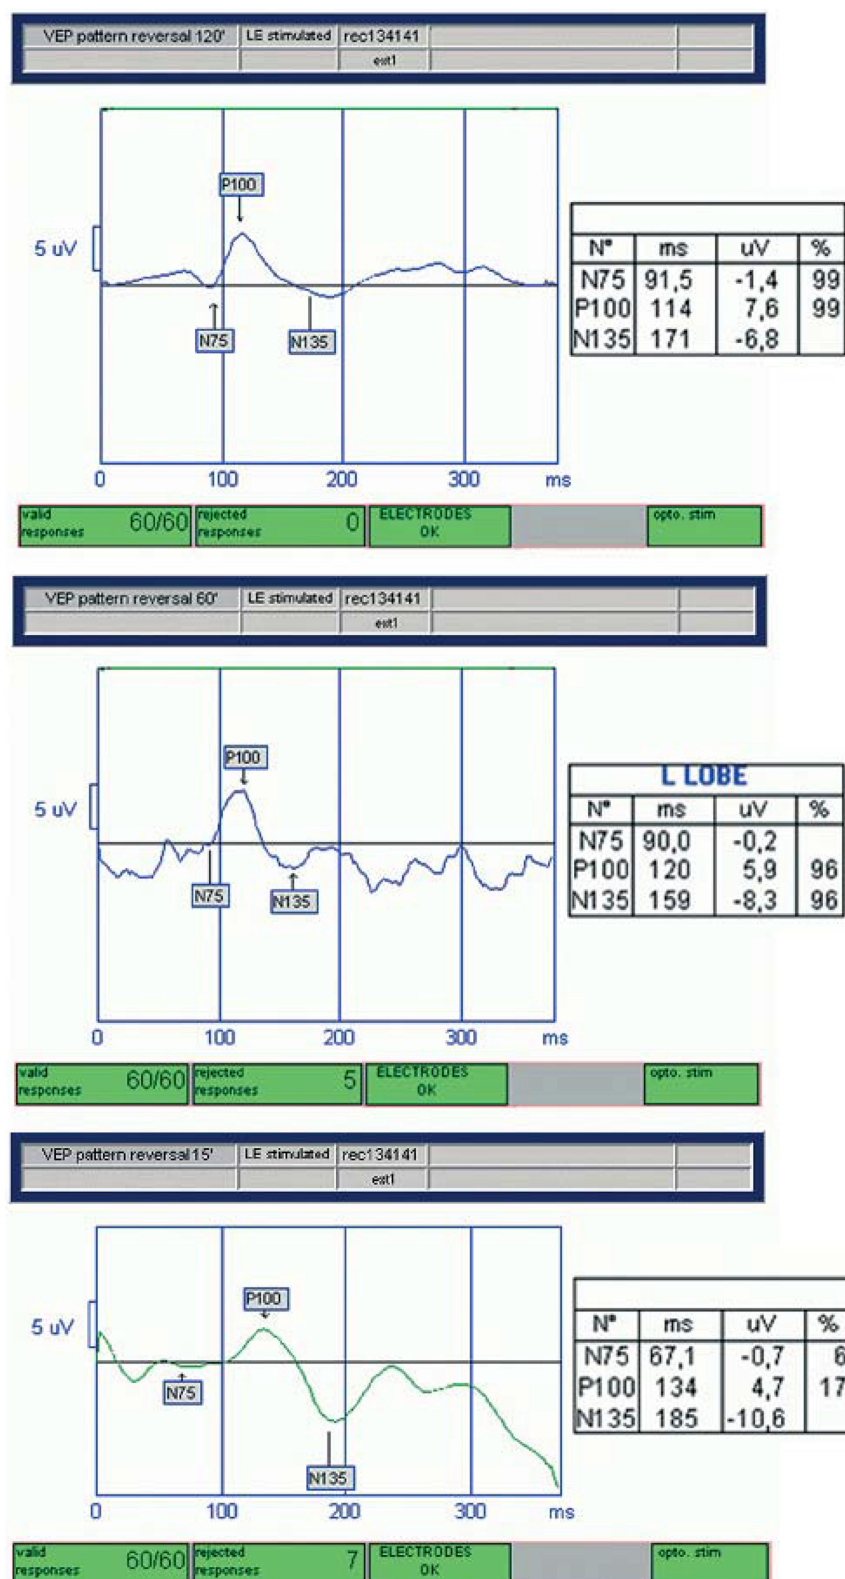 VEP pattern reversal 120' LE stimulated rec134141
ext1
P100
5 uV
N75 N135
0 100 200 300 ms
N° ms uV %
N75 91,5 -1,4 99
P100 114 7,6 99
N135 171 -6,8
valid responses 60/60 rejected responses 0 ELECTRODES OK opto. stim
VEP pattern reversal 60' LE stimulated rec134141
ext1
P100
5 uV
N75 N135
0 100 200 300 ms
L LOBE
N° ms uV %
N75 90,0 -0,2
P100 120 5,9 96
N135 159 -8,3 96
valid responses 60/60 rejected responses 5 ELECTRODES OK opto. stim
VEP pattern reversal 15' LE stimulated rec134141
ext1
P100
5 uV
N75
N135
0 100 200 300 ms
N° ms uV %
N75 67,1 -0,7 6
P100 134 4,7 17
N135 185 -10,6
valid responses 60/60 rejected responses 7 ELECTRODES OK opto. stim